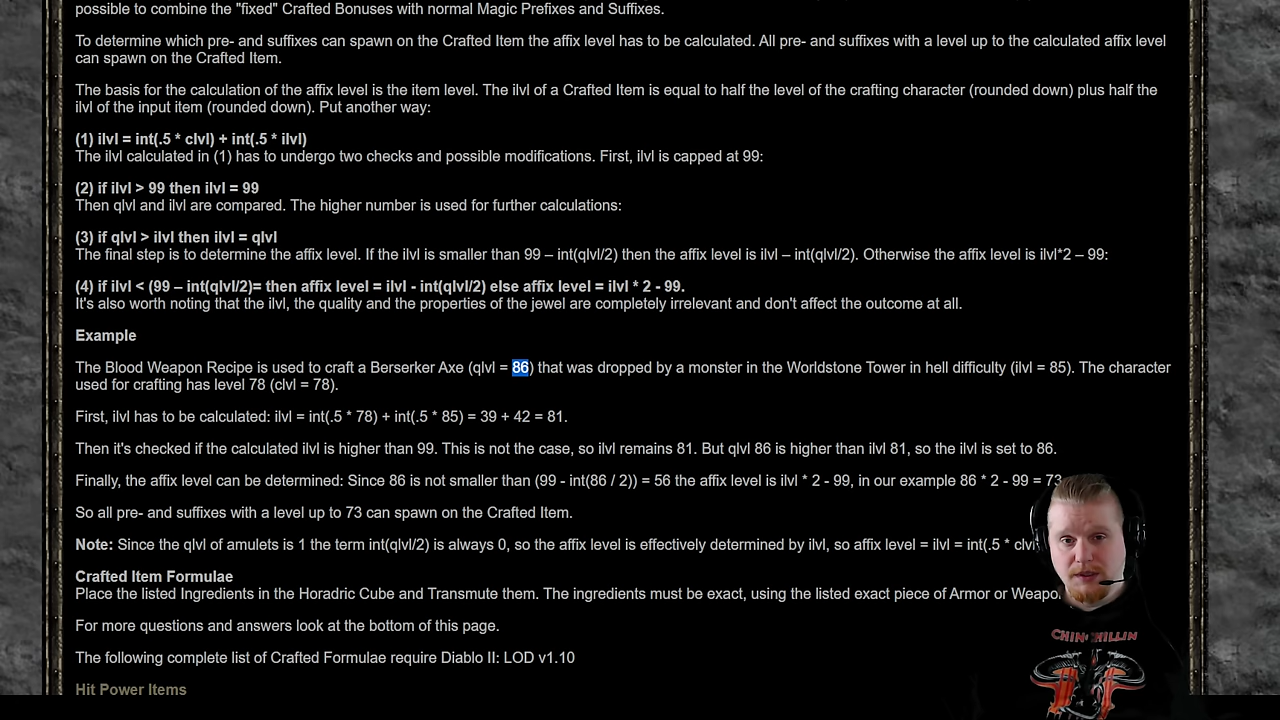 possible to combine the "fixed" Crafted Bonuses with normal Magic Prefixes and Suffixes.
To determine which pre- and suffixes can spawn on the Crafted Item the affix level has to be calculated. All pre- and suffixes with a level up to the calculated affix level
can spawn on the Crafted Item.
The basis for the calculation of the affix level is the item level. The ilvl of a Crafted Item is equal to half the level of the crafting character (rounded down) plus half the
ilvl of the input item (rounded down). Put another way:
(1) ilvl = int(.5 * clvl) + int(.5 * ilvl)
The ilvl calculated in (1) has to undergo two checks and possible modifications. First, ilvl is capped at 99:
(2) if ilvl > 99 then ilvl = 99
Then qlvl and ilvl are compared. The higher number is used for further calculations:
(3) if qlvl > ilvl then ilvl = qlvl
The final step is to determine the affix level. If the ilvl is smaller than 99 – int(qlvl/2) then the affix level is ilvl – int(qlvl/2). Otherwise the affix level is ilvl*2 – 99:
(4) if ilvl < (99 – int(qlvl/2)= then affix level = ilvl - int(qlvl/2) else affix level = ilvl * 2 - 99.
It's also worth noting that the ilvl, the quality and the properties of the jewel are completely irrelevant and don't affect the outcome at all.
Example
The Blood Weapon Recipe is used to craft a Berserker Axe (qlvl = 86) that was dropped by a monster in the Worldstone Tower in hell difficulty (ilvl = 85). The character
used for crafting has level 78 (clvl = 78).
First, ilvl has to be calculated: ilvl = int(.5 * 78) + int(.5 * 85) = 39 + 42 = 81.
Then it's checked if the calculated ilvl is higher than 99. This is not the case, so ilvl remains 81. But qlvl 86 is higher than ilvl 81, so the ilvl is set to 86.
Finally, the affix level can be determined: Since 86 is not smaller than (99 - int(86 / 2)) = 56 the affix level is ilvl * 2 - 99, in our example 86 * 2 - 99 = 73
So all pre- and suffixes with a level up to 73 can spawn on the Crafted Item.
Note: Since the qlvl of amulets is 1 the term int(qlvl/2) is always 0, so the affix level is effectively determined by ilvl, so affix level = ilvl = int(.5 * clvl
Crafted Item Formulae
Place the listed Ingredients in the Horadric Cube and Transmute them. The ingredients must be exact, using the listed exact piece of Armor or Weapo
For more questions and answers look at the bottom of this page.
The following complete list of Crafted Formulae require Diablo II: LOD v1.10
Hit Power Items
CHIN CHILLIN